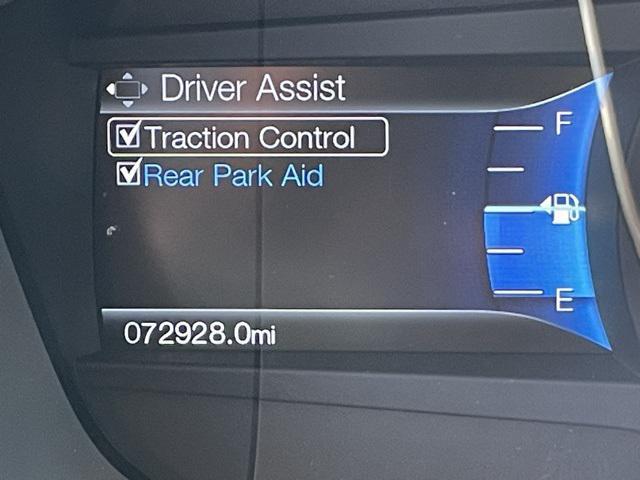 Driver Assist
Traction Control
Rear Park Aid
F
E
072928.0mi